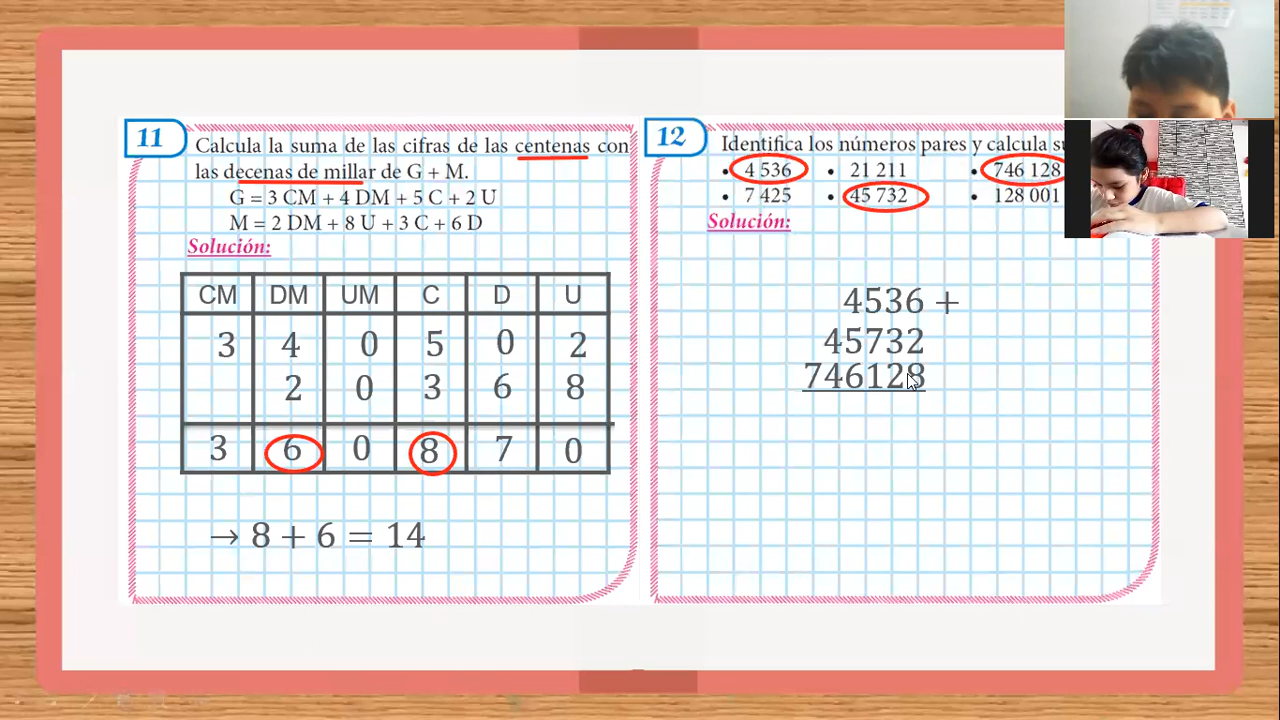 11
Calcula la suma de las cifras de las centenas con
las decenas de millar de G + M.
G = 3 CM + 4 DM + 5 C + 2 U
M = 2 DM + 8 U + 3 C + 6 D
Solución:
CM DM UM C D U
3 4 0 5 0 2
2 0 3 6 8
3 6 0 8 7 0
→ 8 + 6 = 14
12
Identifica los números pares y calcula
• 4 536 • 21 211 • 746 128
• 7 425 • 45 732 • 128 001
Solución:
4536 +
45732
746128